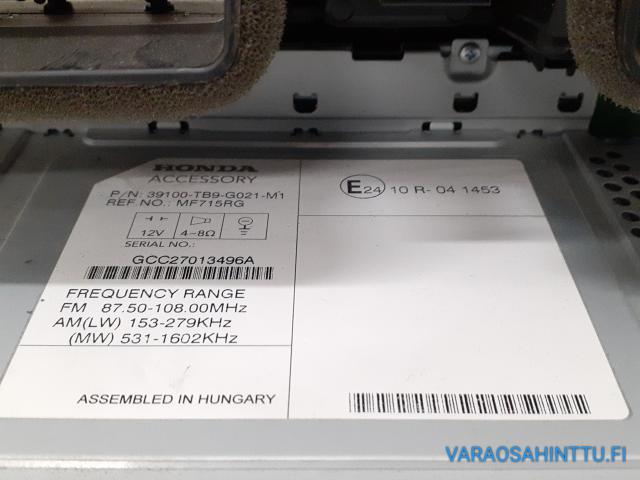 HONDA
ACCESSORY
P/N: 39100-TB9-G021-M1
REF.NO.: MF715RG
12V 4~8Ω
SERIAL NO.:
GCC27013496A
FREQUENCY RANGE
FM 87.50-108.00MHz
AM(LW) 153-279KHz
(MW) 531-1602KHz
ASSEMBLED IN HUNGARY
E24 10 R- 04 1453
VARAOSAHINTTU.FI